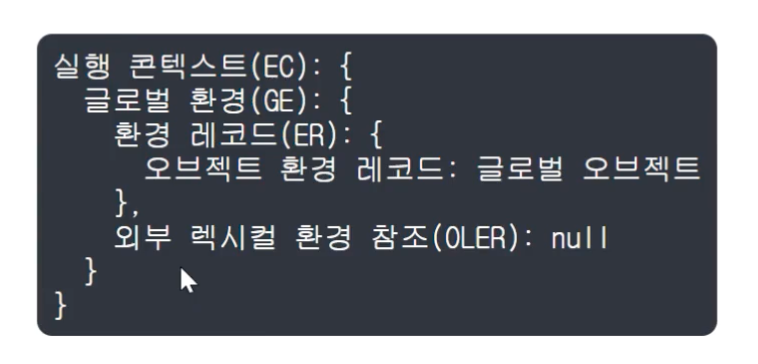 실행 콘텍스트(EC): {
글로벌 환경(GE): {
환경 레코드(ER): {
오브젝트 환경 레코드: 글로벌 오브젝트
},
외부 렉시컬 환경 참조(OLER): null
}
}